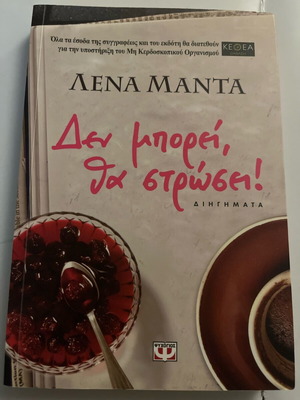 Όλα τα έσοδα της συγγραφέως και του εκδότη θα διατεθούν
για την υποστήριξη του Μη Κερδοσκοπικού Οργανισμού
ΚΕΘΕΑ
ΛΕΝΑ ΜΑΝΤΑ
Δεν μπορεί,
θα στρώσει!
ΔΙΗΓΗΜΑΤΑ
ΨΥΧΟΓΙΟΣ